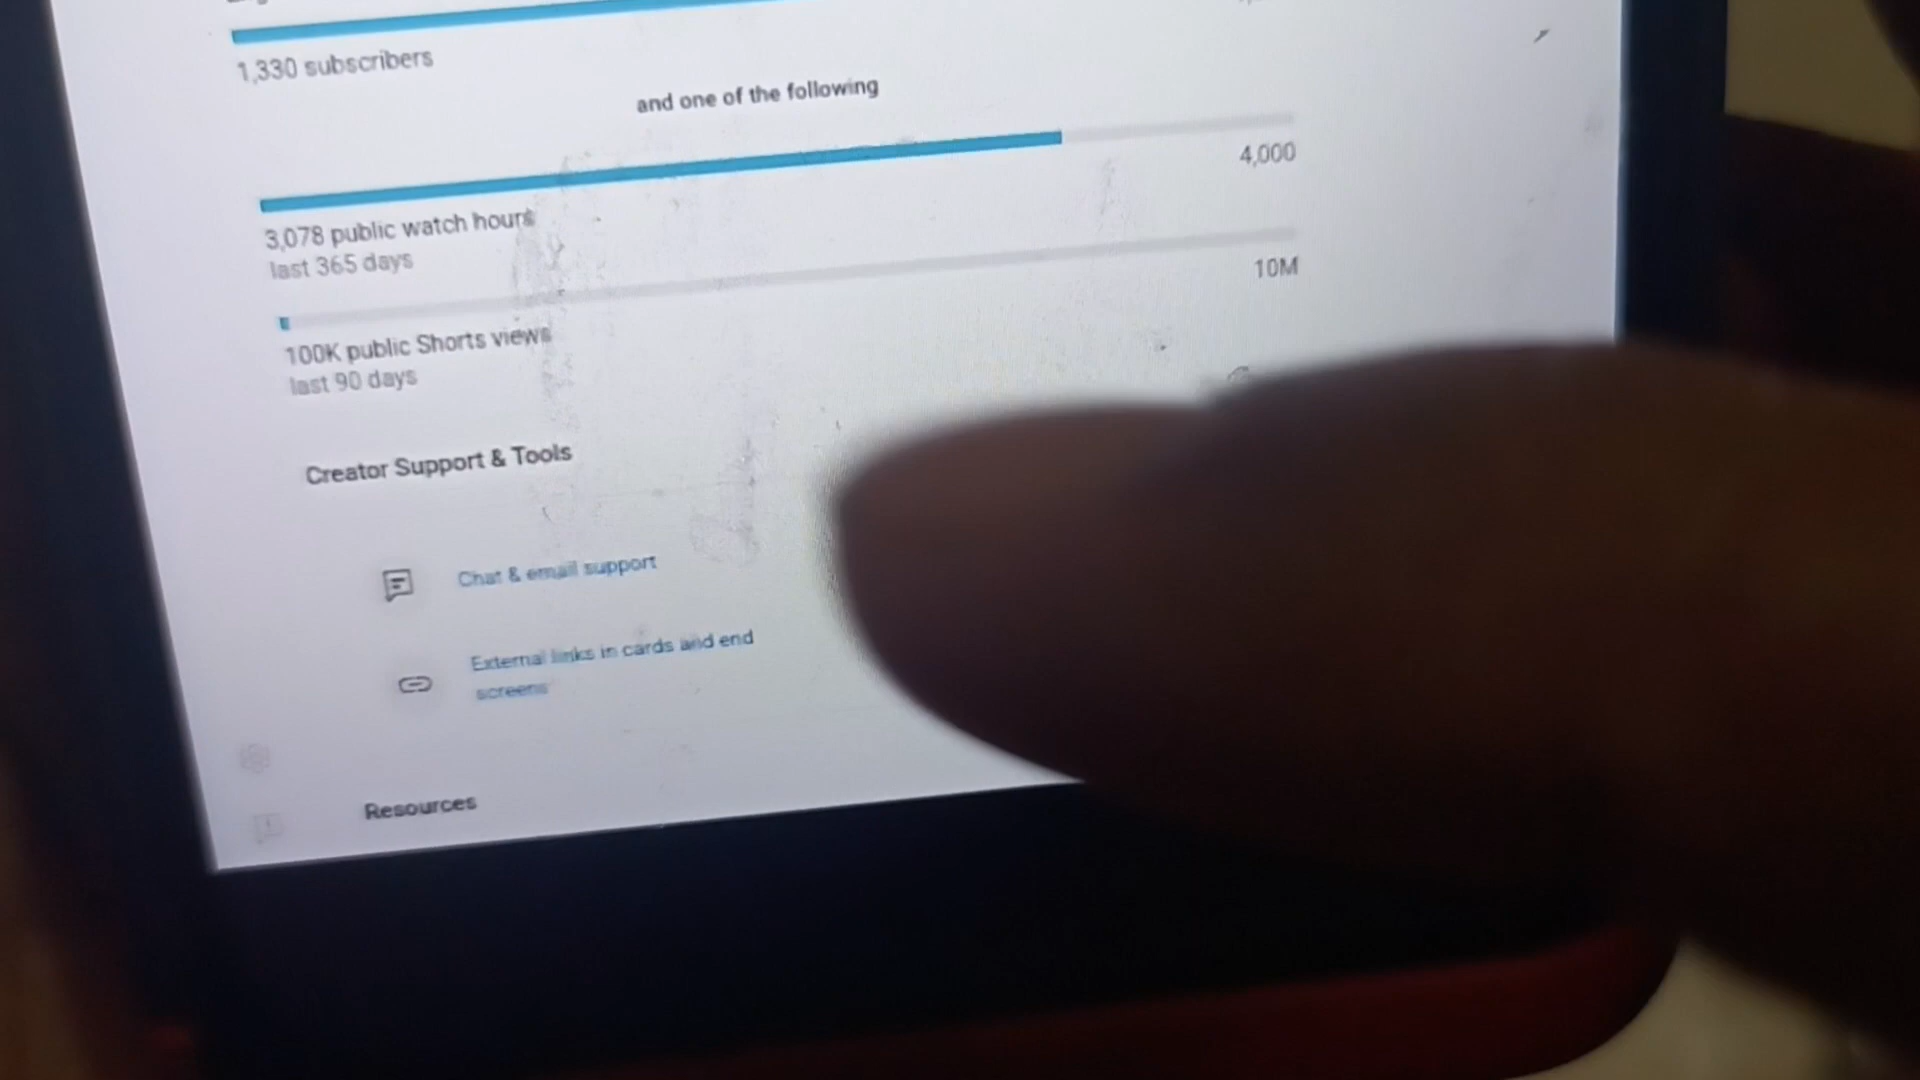 1,330 subscribers
and one of the following
4,000
3,078 public watch hours
last 365 days
10M
100K public Shorts views
last 90 days
Creator Support & Tools
Chat & email support
External links in cards and end
screens
Resources